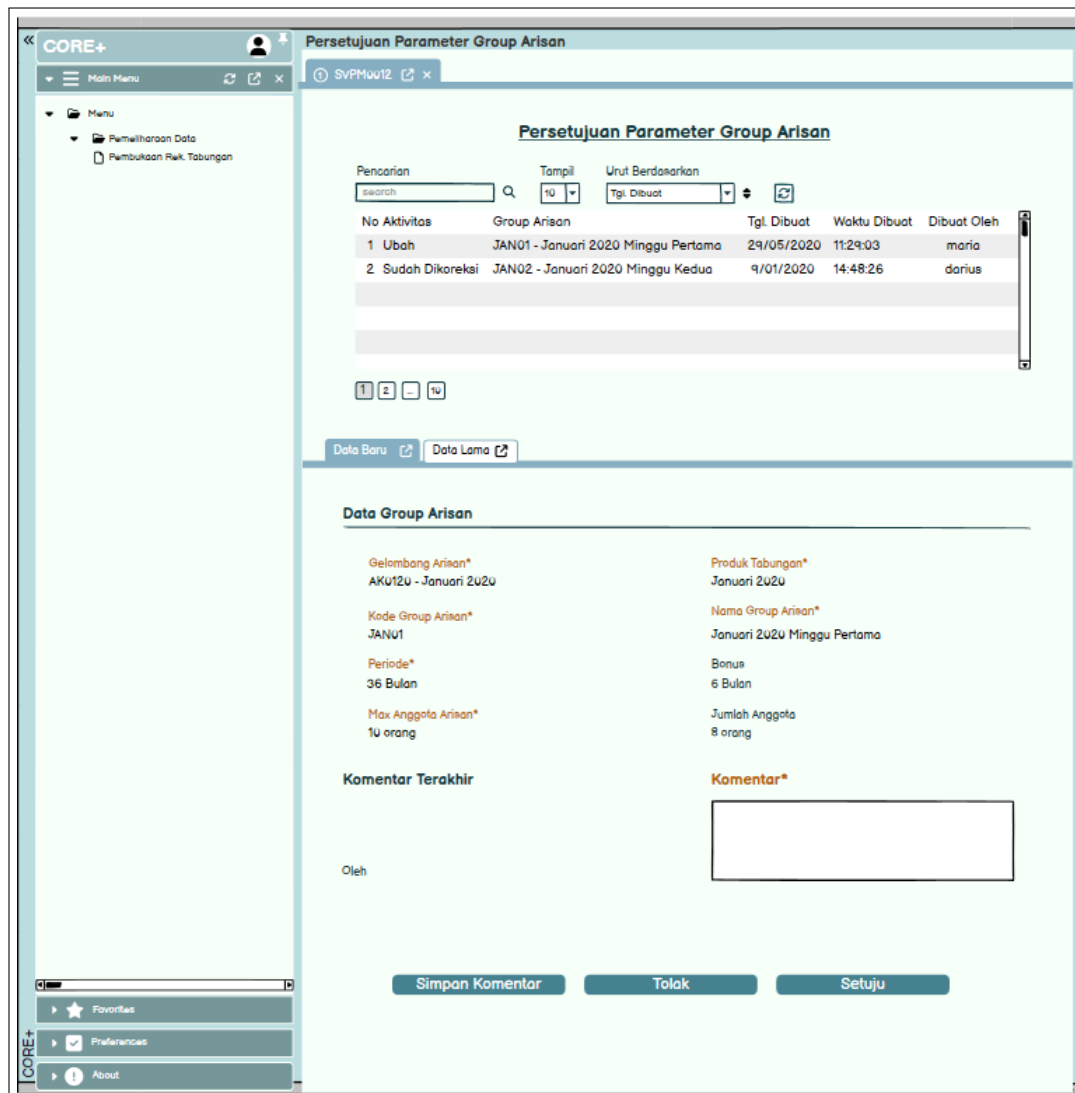 «
CORE+
Persetujuan Parameter Group Arisan
Main Menu
1 SVPM0012 ×
Menu
Pemeliharaan Data
Pembukaan Rek. Tabungan
Persetujuan Parameter Group Arisan
Pencarian Tampil Urut Berdasarkan
search 10 Tgl. Dibuat
No Aktivitas Group Arisan Tgl. Dibuat Waktu Dibuat Dibuat Oleh
1 Ubah JAN01 - Januari 2020 Minggu Pertama 29/05/2020 11:29:03 maria
2 Sudah Dikoreksi JAN02 - Januari 2020 Minggu Kedua 9/01/2020 14:48:26 darius
1 2 ... 10
Data Baru Data Lama
Data Group Arisan
Gelombang Arisan* Produk Tabungan*
AK0120 - Januari 2020 Januari 2020
Kode Group Arisan* Nama Group Arisan*
JAN01 Januari 2020 Minggu Pertama
Periode* Bonus
36 Bulan 6 Bulan
Max Anggota Arisan* Jumlah Anggota
10 orang 8 orang
Komentar Terakhir Komentar*
Oleh
Simpan Komentar Tolak Setuju
Favorites
Preferences
About
CORE+